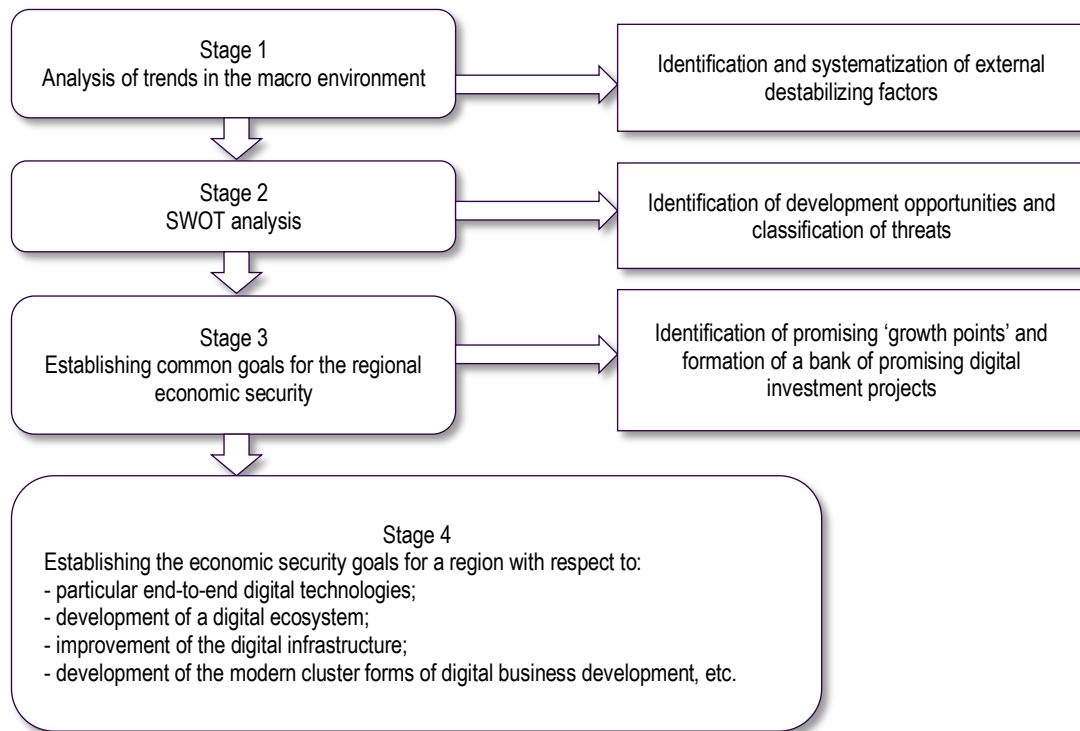 Stage 1
Analysis of trends in the macro environment
Identification and systematization of external
destabilizing factors
Stage 2
SWOT analysis
Identification of development opportunities and
classification of threats
Stage 3
Establishing common goals for the regional
economic security
Identification of promising ‘growth points’ and
formation of a bank of promising digital
investment projects
Stage 4
Establishing the economic security goals for a region with respect to:
- particular end-to-end digital technologies;
- development of a digital ecosystem;
- improvement of the digital infrastructure;
- development of the modern cluster forms of digital business development, etc.